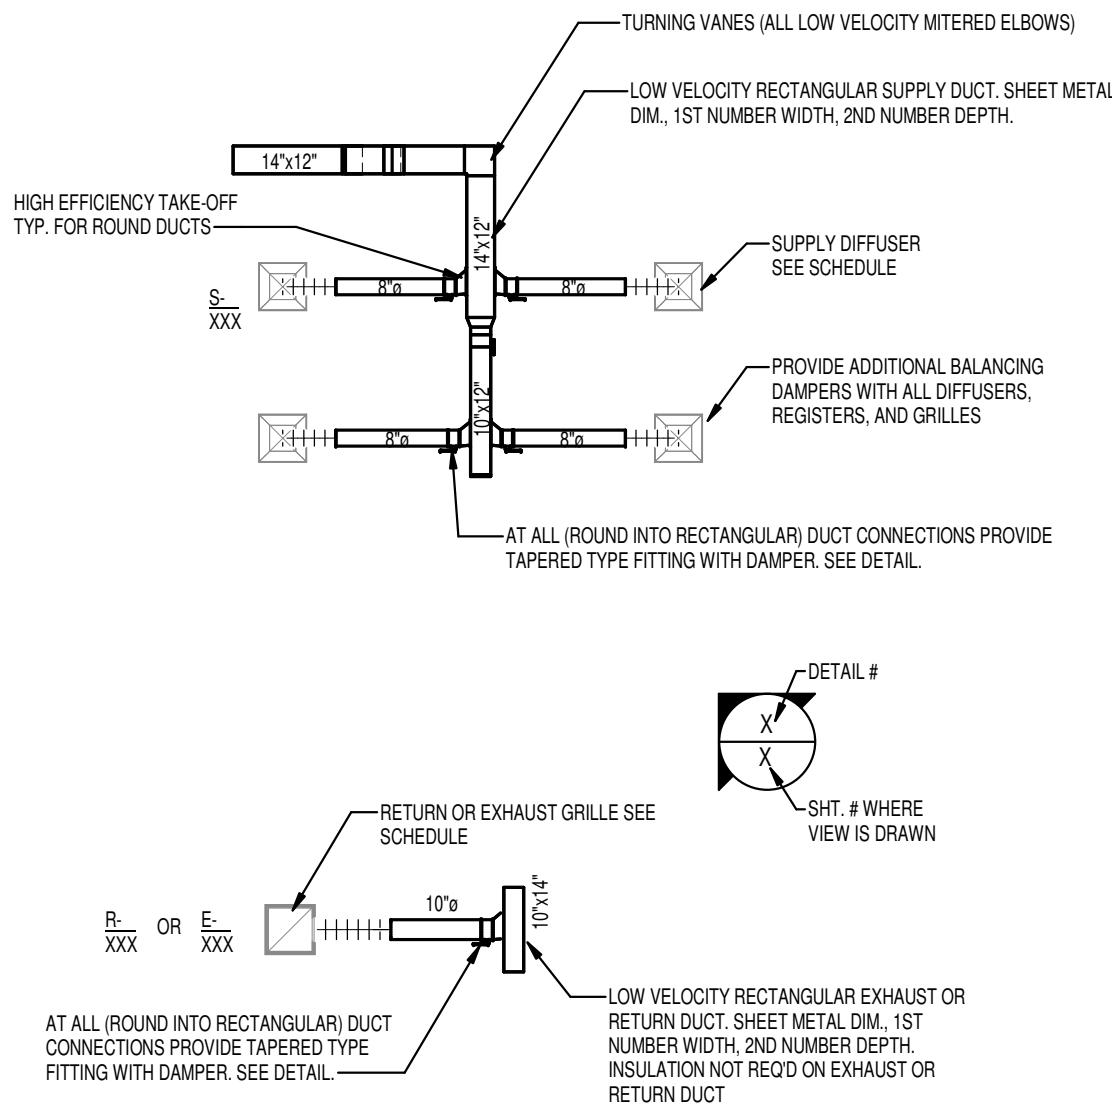 TURNING VANES (ALL LOW VELOCITY MITERED ELBOWS)
LOW VELOCITY RECTANGULAR SUPPLY DUCT. SHEET METAL
DIM., 1ST NUMBER WIDTH, 2ND NUMBER DEPTH.
14"x12"
HIGH EFFICIENCY TAKE-OFF
TYP. FOR ROUND DUCTS
14"x12"
SUPPLY DIFFUSER
SEE SCHEDULE
8"ø
8"ø
S-
XXX
PROVIDE ADDITIONAL BALANCING
DAMPERS WITH ALL DIFFUSERS,
REGISTERS, AND GRILLES
10"x12"
8"ø
8"ø
AT ALL (ROUND INTO RECTANGULAR) DUCT CONNECTIONS PROVIDE
TAPERED TYPE FITTING WITH DAMPER. SEE DETAIL.
DETAIL #
X
X
SHT. # WHERE
VIEW IS DRAWN
RETURN OR EXHAUST GRILLE SEE
SCHEDULE
10"ø
10"x14"
R-
XXX
OR
E-
XXX
LOW VELOCITY RECTANGULAR EXHAUST OR
RETURN DUCT. SHEET METAL DIM., 1ST
NUMBER WIDTH, 2ND NUMBER DEPTH.
INSULATION NOT REQ'D ON EXHAUST OR
RETURN DUCT
AT ALL (ROUND INTO RECTANGULAR) DUCT
CONNECTIONS PROVIDE TAPERED TYPE
FITTING WITH DAMPER. SEE DETAIL.